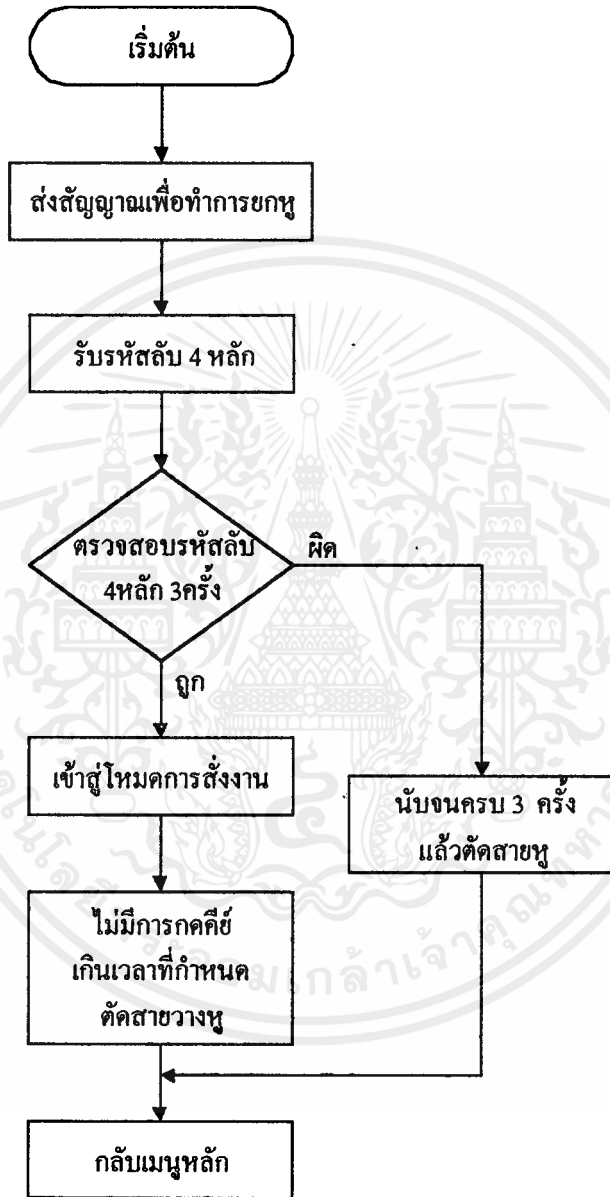 เริ่มต้น
ส่งสัญญาณเพื่อทำการยกหู
รับรหัสลับ 4 หลัก
ตรวจสอบรหัสลับ
4หลัก 3ครั้ง
ผิด
ถูก
เข้าสู่โหมดการสั่งงาน
นับจนครบ 3 ครั้ง
แล้วตัดสายหู
ไม่มีการกดคีย์
เกินเวลาที่กำหนด
ตัดสายวางหู
กลับเมนูหลัก